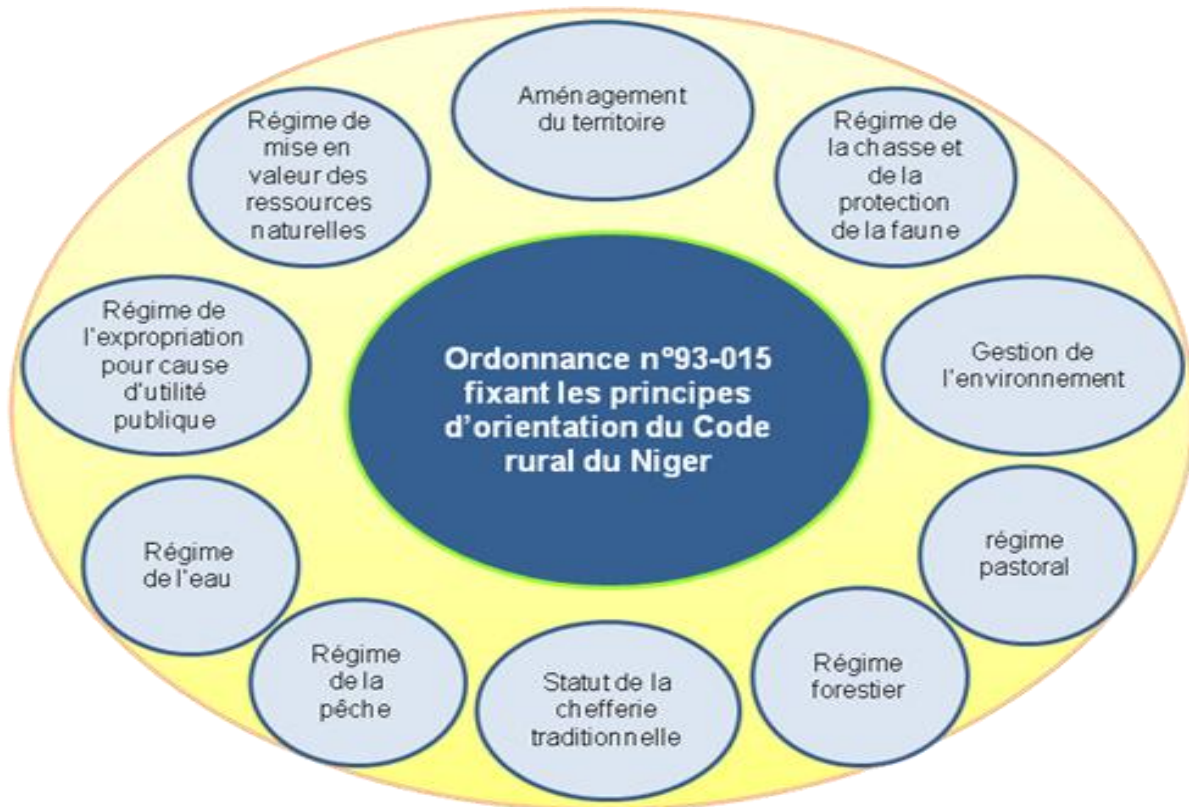 Aménagement
du territoire
Régime de
la chasse et
de la
protection
de la faune
Gestion de
l'environnement
régime
pastoral
Régime
forestier
Statut de la
chefferie
traditionnelle
Régime
de la
pêche
Régime
de l'eau
Régime de
l'expropriation
pour cause
d'utilité
publique
Régime de
mise en
valeur des
ressources
naturelles
Ordonnance n°93-015
fixant les principes
d'orientation du Code
rural du Niger